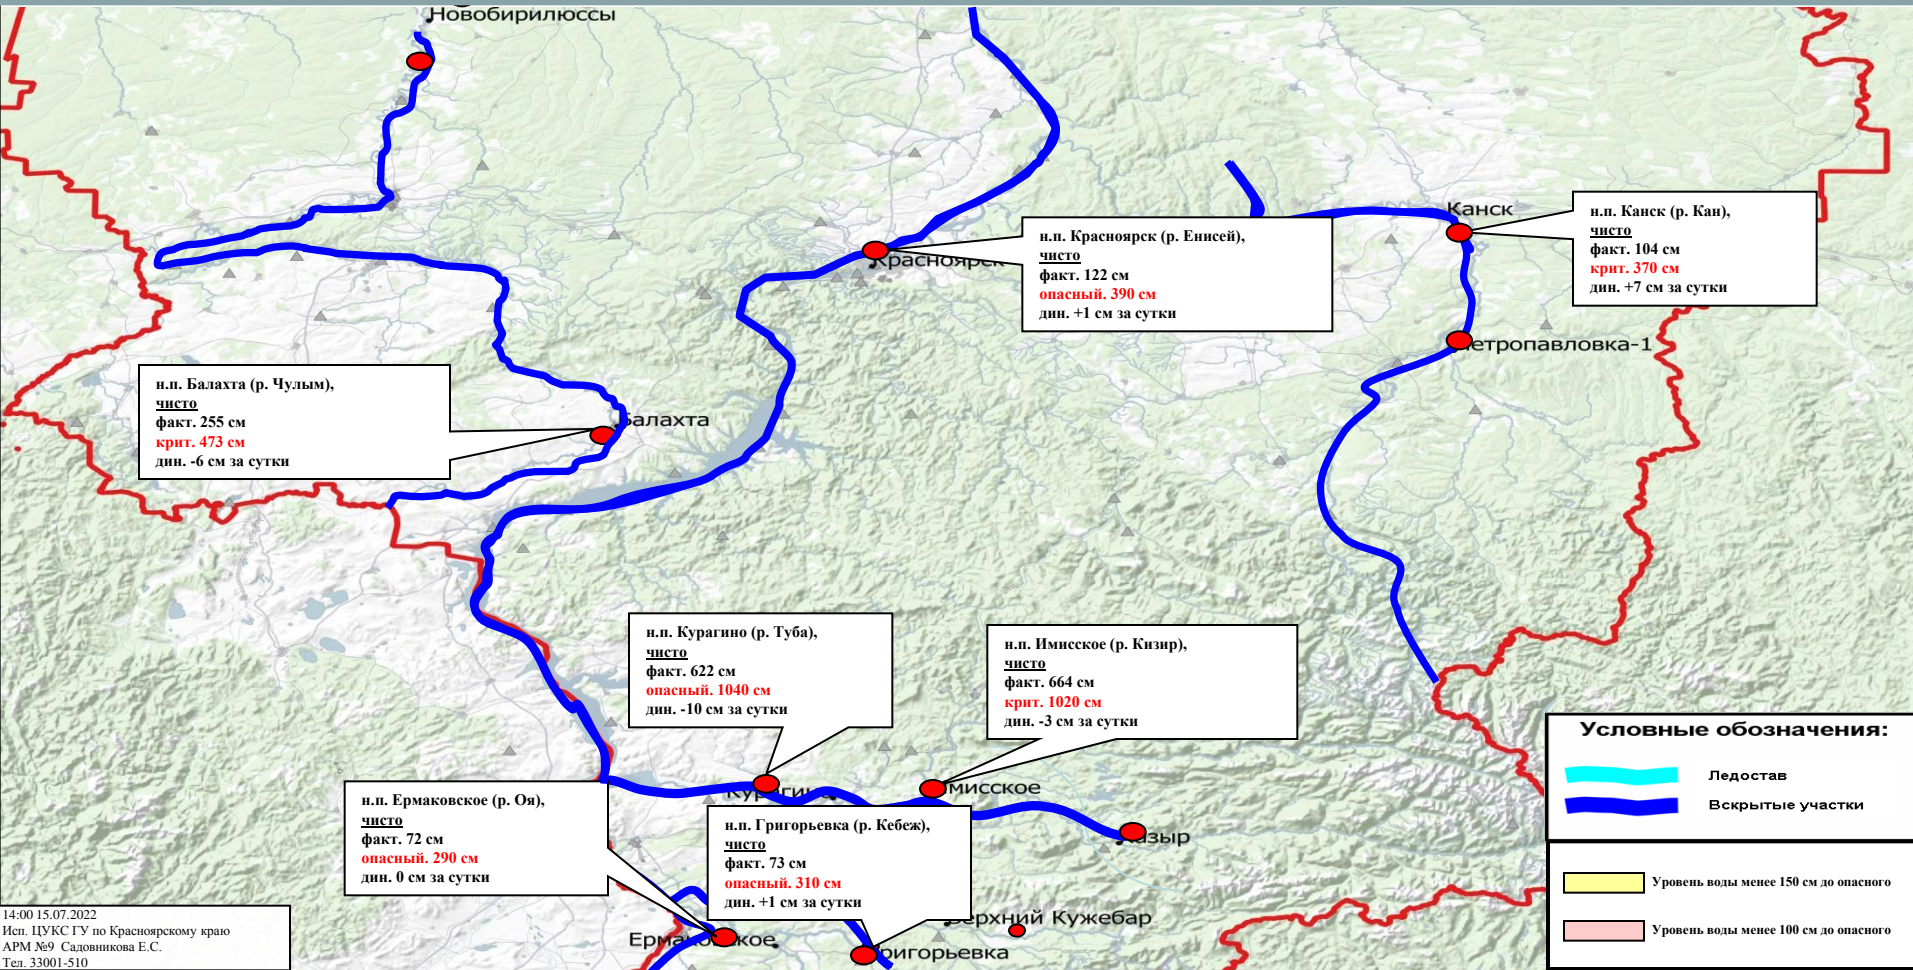 Новобирилюссы
Канск
н.п. Канск (р. Кан),
чисто
факт. 104 см
крит. 370 см
дин. +7 см за сутки
н.п. Красноярск (р. Енисей),
чисто
факт. 122 см
опасный. 390 см
дин. +1 см за сутки
Красноярск
Петропавловка-1
н.п. Балахта (р. Чулым),
чисто
факт. 255 см
крит. 473 см
дин. -6 см за сутки
Балахта
н.п. Курагино (р. Туба),
чисто
факт. 622 см
опасный. 1040 см
дин. -10 см за сутки
н.п. Имисское (р. Кизир),
чисто
факт. 664 см
крит. 1020 см
дин. -3 см за сутки
Курагино
Имисское
Казыр
н.п. Ермаковское (р. Оя),
чисто
факт. 72 см
опасный. 290 см
дин. 0 см за сутки
н.п. Григорьевка (р. Кебеж),
чисто
факт. 73 см
опасный. 310 см
дин. +1 см за сутки
Верхний Кужебар
Ермаковское
Григорьевка
Условные обозначения:
Ледостав
Вскрытые участки
Уровень воды менее 150 см до опасного
Уровень воды менее 100 см до опасного
14:00 15.07.2022
Исп. ЦУКС ГУ по Красноярскому краю
АРМ №9 Садовникова Е.С.
Тел. 33001-510